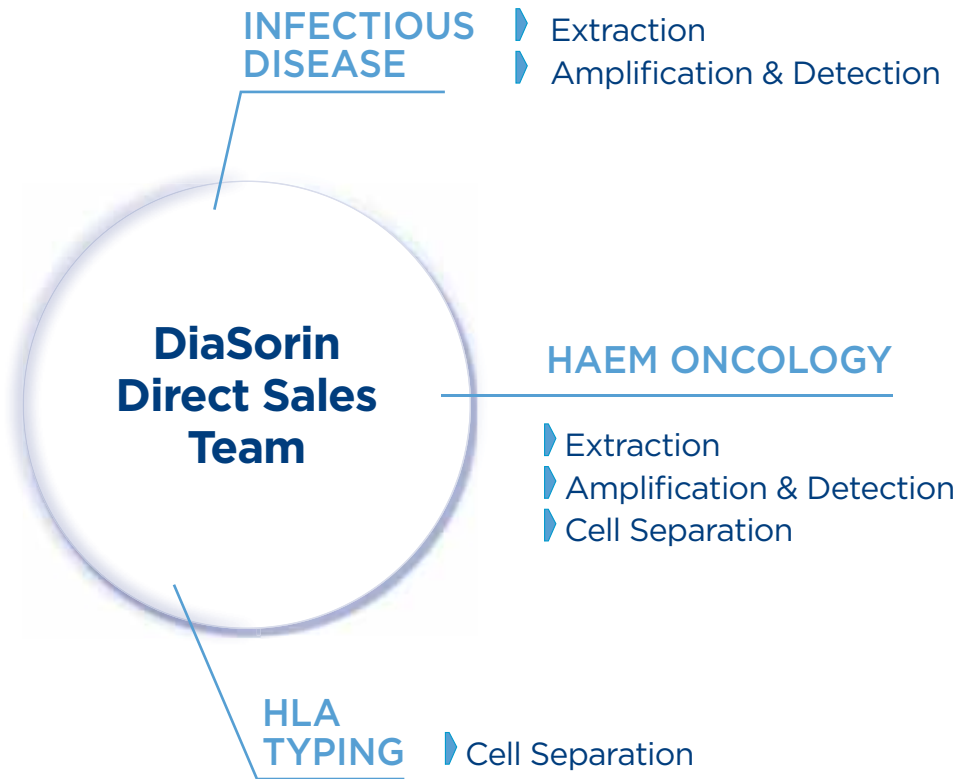 INFECTIOUS
DISEASE
Extraction
Amplification & Detection
DiaSorin
Direct Sales
Team
HAEM ONCOLOGY
Extraction
Amplification & Detection
Cell Separation
HLA
TYPING
Cell Separation